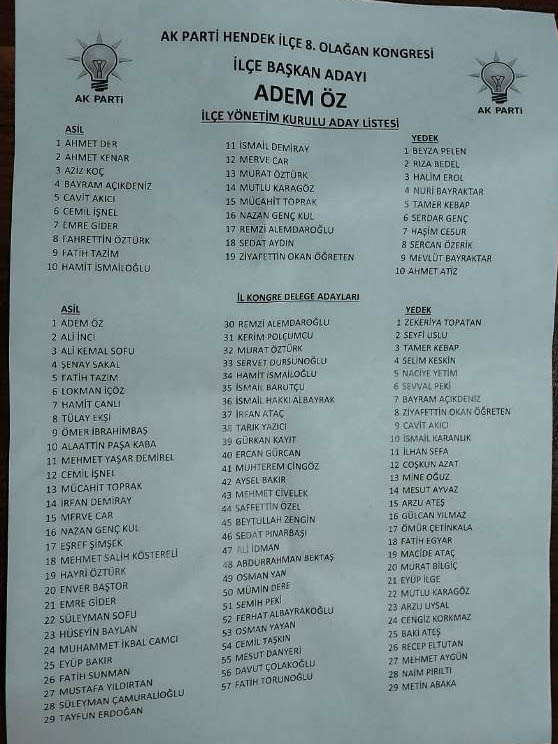 AK PARTİ HENDEK İLÇE 8. OLAĞAN KONGRESİ
İLÇE BAŞKAN ADAYI
ADEM ÖZ
İLÇE YÖNETİM KURULU ADAY LİSTESİ
AK PARTİ
AK PARTİ
ASİL
1 AHMET DER
2 AHMET KENAR
3 AZİZ KOÇ
4 BAYRAM AÇIKDENİZ
5 CAVİT AKICI
6 CEMİL İŞNEL
7 EMRE GİDER
8 FAHRETTİN ÖZTÜRK
9 FATİH TAZİM
10 HAMİT İSMAİLOĞLU
11 İSMAİL DEMİRAY
12 MERVE CAR
13 MURAT ÖZTÜRK
14 MUTLU KARAGÖZ
15 MÜCAHİT TOPRAK
16 NAZAN GENÇ KUL
17 REMZİ ALEMDAROĞLU
18 SEDAT AYDIN
19 ZİYAFETTİN OKAN ÖĞRETEN
YEDEK
1 BEYZA PELEN
2 RIZA BEDEL
3 HALİM EROL
4 NURİ BAYRAKTAR
5 TAMER KEBAP
6 SERDAR GENÇ
7 HAŞİM CESUR
8 SERCAN ÖZERİK
9 MEVLÜT BAYRAKTAR
10 AHMET ATİZ
İL KONGRE DELEGE ADAYLARI
ASİL
1 ADEM ÖZ
2 ALİ İNCİ
3 ALİ KEMAL SOFU
4 ŞENAY SAKAL
5 FATİH TAZİM
6 LOKMAN İÇÖZ
7 HAMİT CANLI
8 TÜLAY EKŞİ
9 ÖMER İBRAHİMBAŞ
10 ALAATTİN PAŞA KABA
11 MEHMET YAŞAR DEMİREL
12 CEMİL İŞNEL
13 MÜCAHİT TOPRAK
14 İRFAN DEMİRAY
15 MERVE CAR
16 NAZAN GENÇ KUL
17 EŞREF ŞİMŞEK
18 MEHMET SALİH KÖSTERELİ
19 HAYRİ ÖZTÜRK
20 ENVER BAŞTOR
21 EMRE GİDER
22 SÜLEYMAN SOFU
23 HÜSEYİN BAYLAN
24 MUHAMMET İKBAL CAMCI
25 EYÜP BAKIR
26 FATİH SUNMAN
27 MUSTAFA YILDIRTAN
28 SÜLEYMAN ÇAMURALİOĞLU
29 TAYFUN ERDOĞAN
30 REMZİ ALEMDAROĞLU
31 KERİM POLÇUMCU
32 MURAT ÖZTÜRK
33 SERVET DURSUNOĞLU
34 HAMİT İSMAİLOĞLU
35 İSMAİL BARUTÇU
36 İSMAİL HAKKI ALBAYRAK
37 İRFAN ATAÇ
38 TARIK YAZICI
39 GÜRKAN KAYIT
40 ERCAN GÜRCAN
41 MUHTEREM CİNGÖZ
42 AYSEL BAKIR
43 MEHMET CİVELEK
44 SAFFETTİN ÖZEL
45 BEYTULLAH ZENGİN
46 SEDAT PINARBAŞI
47 ALİ İDMAN
48 ABDURRAHMAN BEKTAŞ
49 OSMAN YAN
50 MÜMİN DERE
51 SEMİH PEKİ
52 FERHAT ALBAYRAKOĞLU
53 OSMAN YAYAN
54 CEMİL TAŞKIN
55 MESUT DANYERİ
56 DAVUT ÇOLAKOĞLU
57 FATİH TORUNOĞLU
YEDEK
1 ZEKERİYA TOPATAN
2 SEYFİ USLU
3 TAMER KEBAP
4 SELİM KESKİN
5 NACİYE YETİM
6 SEVVAL PEKİ
7 BAYRAM AÇIKDENİZ
8 ZİYAFETTİN OKAN ÖĞRETEN
9 CAVİT AKICI
10 İSMAİL KARANLIK
11 İLHAN SEFA
12 COŞKUN AZAT
13 MİNE OĞUZ
14 MESUT AYVAZ
15 ARZU ATEŞ
16 GÜLCAN YILMAZ
17 ÖMÜR ÇETİNKALA
18 FATİH EGYAR
19 MACİDE ATAÇ
20 MURAT BİLGİÇ
21 EYÜP İLGE
22 MUTLU KARAGÖZ
23 ARZU UYSAL
24 CENGİZ KORKMAZ
25 BAKİ ATEŞ
26 RECEP ELTUTAN
27 MEHMET AYGÜN
28 NAİM PIRILTI
29 METİN ABAKA